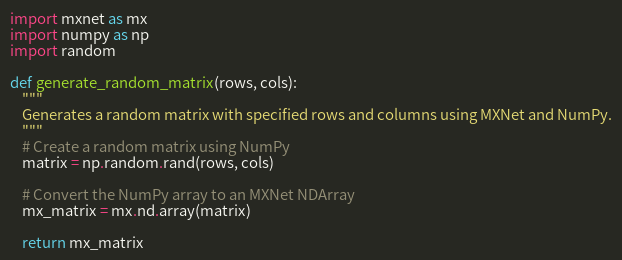 import mxnet as mx
import numpy as np
import random
def generate_random_matrix(rows, cols):
"""
Generates a random matrix with specified rows and columns using MXNet and NumPy.
"""
# Create a random matrix using NumPy
matrix = np.random.rand(rows, cols)
# Convert the NumPy array to an MXNet NDArray
mx_matrix = mx.nd.array(matrix)
return mx_matrix